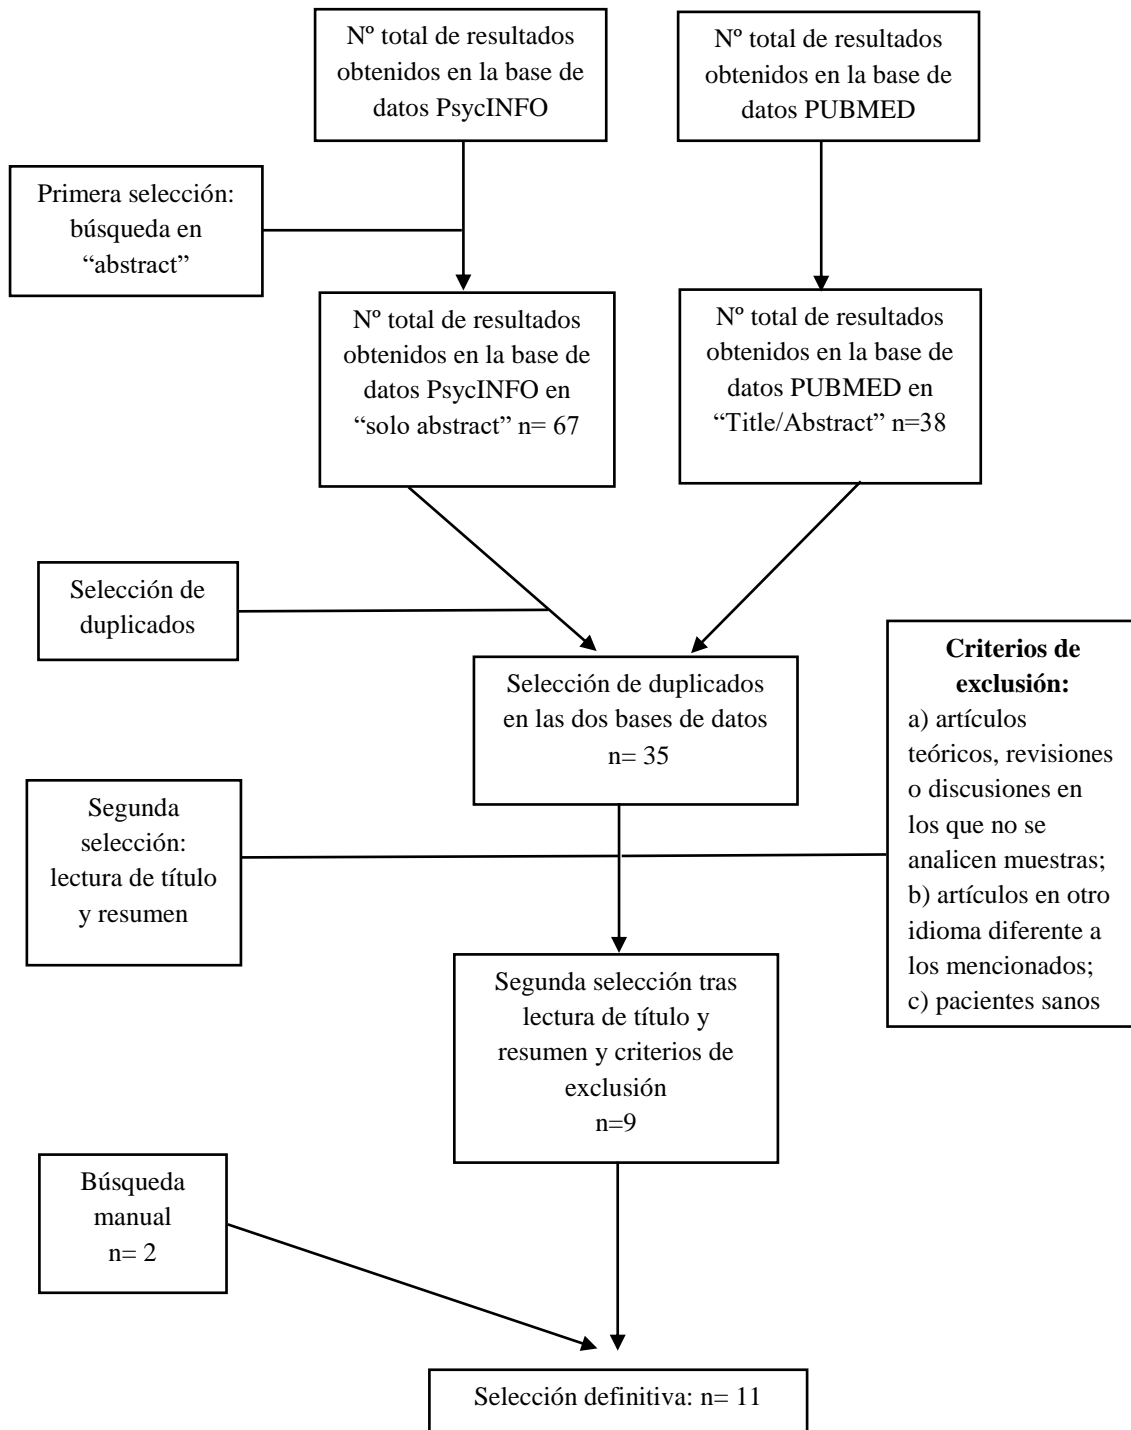 Nº total de resultados
obtenidos en la base de
datos PsycINFO
Nº total de resultados
obtenidos en la base de
datos PUBMED
Primera selección:
búsqueda en
“abstract”
Nº total de resultados
obtenidos en la base de
datos PsycINFO en
“solo abstract” n= 67
Nº total de resultados
obtenidos en la base de
datos PUBMED en
“Title/Abstract” n=38
Selección de
duplicados
Selección de duplicados
en las dos bases de datos
n= 35
Criterios de
exclusión:
a) artículos
teóricos, revisiones
o discusiones en
los que no se
analicen muestras;
b) artículos en otro
idioma diferente a
los mencionados;
c) pacientes sanos
Segunda
selección:
lectura de título
y resumen
Segunda selección tras
lectura de título y
resumen y criterios de
exclusión
n=9
Búsqueda
manual
n= 2
Selección definitiva: n= 11